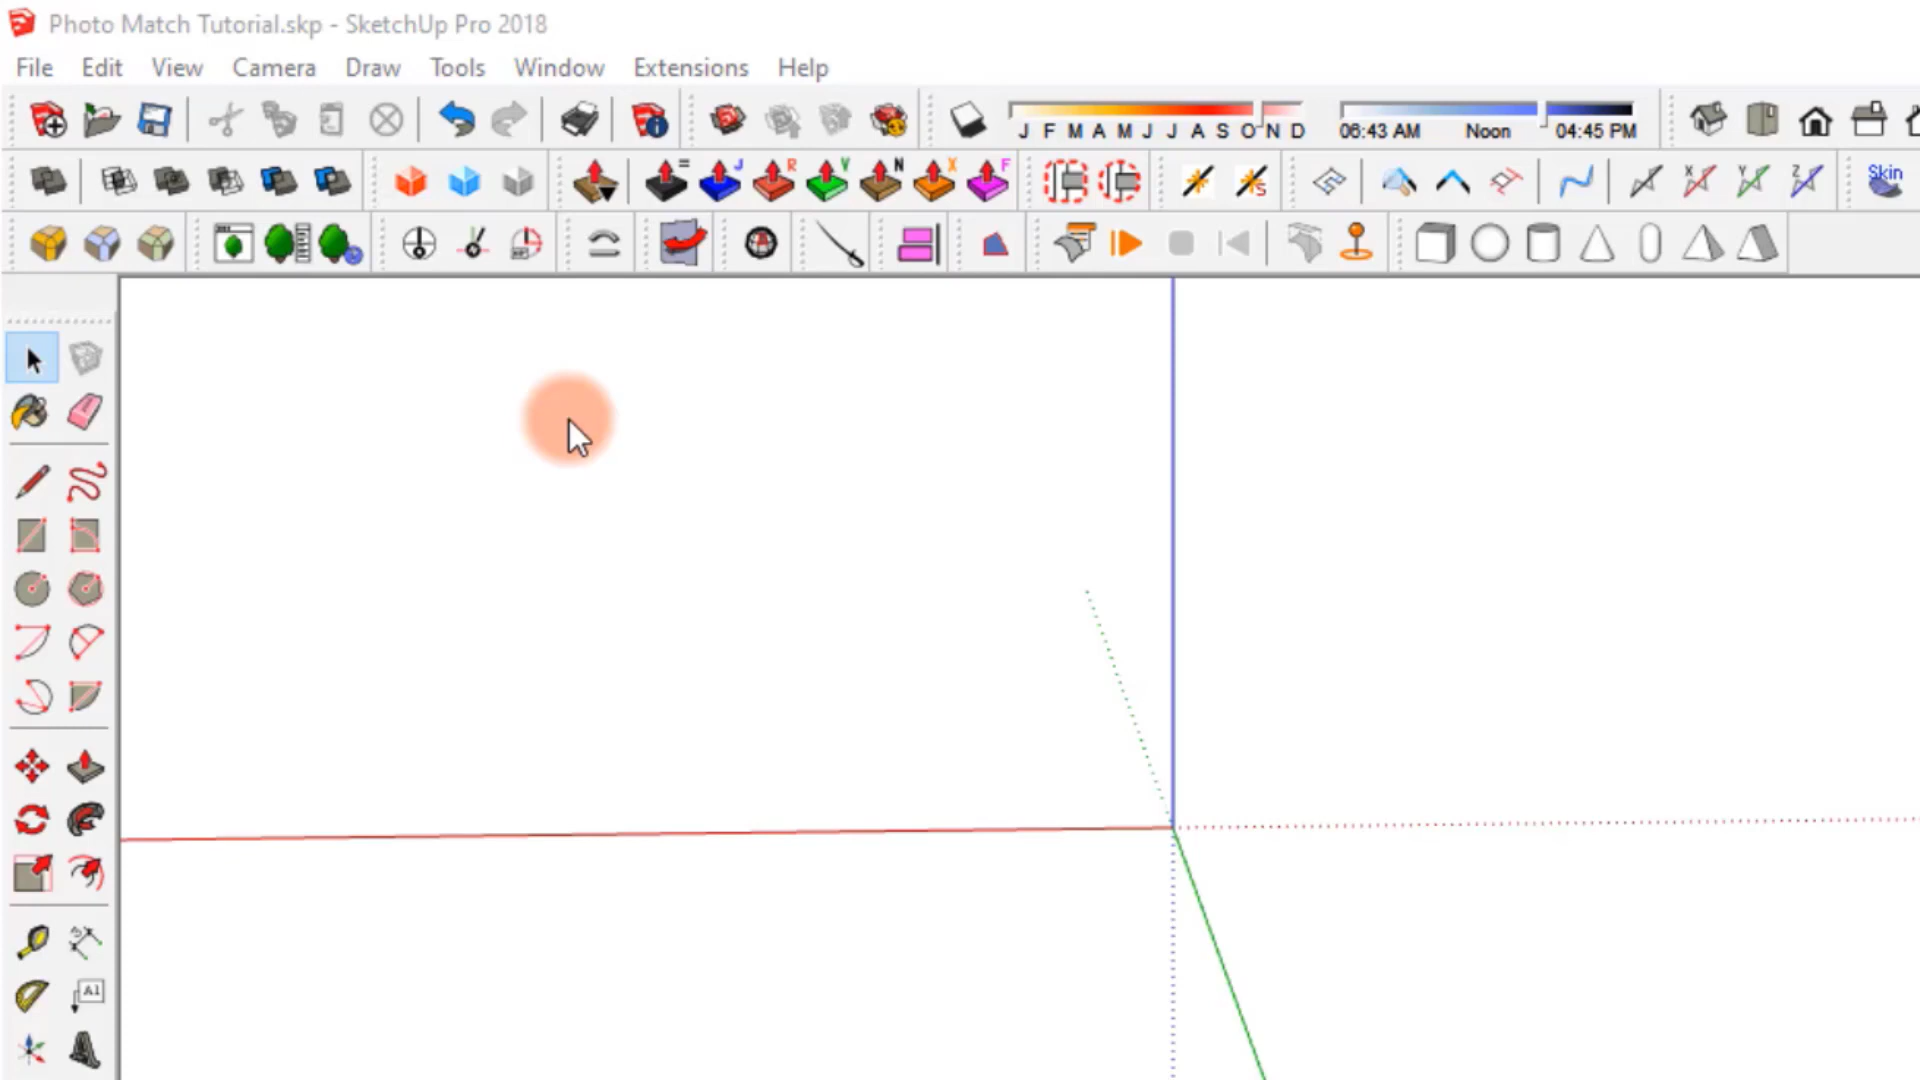 Photo Match Tutorial.skp - SketchUp Pro 2018
File Edit View Camera Draw Tools Window Extensions Help
J F M A M J J A S O N D
06:43 AM Noon 04:45 PM
= J R V N X F
S X Y Z Skin
A1